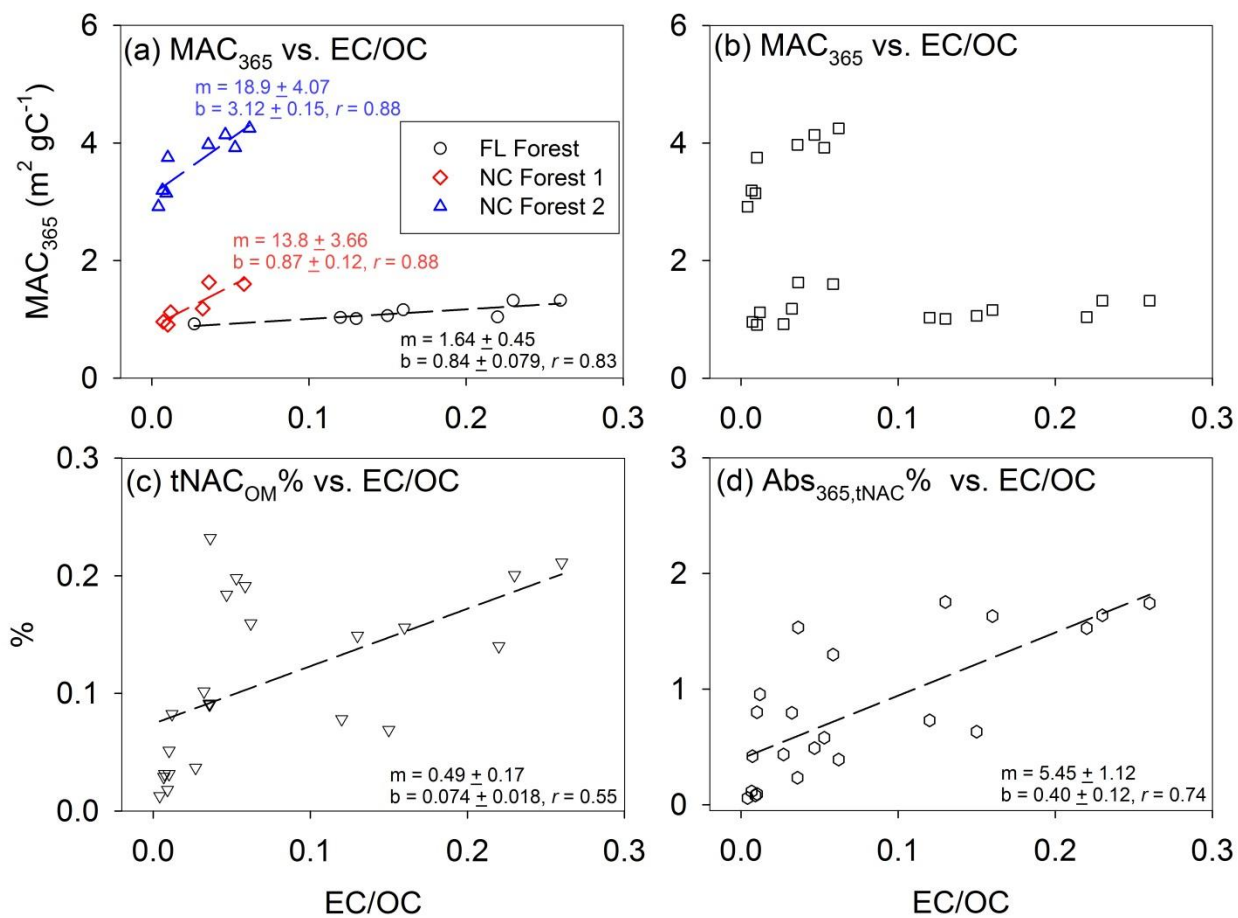 (a) MAC₃₆₅ vs. EC/OC
m = 18.9 ± 4.07
b = 3.12 ± 0.15, r = 0.88
FL Forest
NC Forest 1
NC Forest 2
m = 13.8 ± 3.66
b = 0.87 ± 0.12, r = 0.88
m = 1.64 ± 0.45
b = 0.84 ± 0.079, r = 0.83
MAC₃₆₅ (m² gC⁻¹)
6
4
2
0
0.0 0.1 0.2 0.3
(b) MAC₃₆₅ vs. EC/OC
6
4
2
0
0.0 0.1 0.2 0.3
(c) tNAC_OM% vs. EC/OC
m = 0.49 ± 0.17
b = 0.074 ± 0.018, r = 0.55
%
0.3
0.2
0.1
0.0
0.0 0.1 0.2 0.3
EC/OC
(d) Abs₃₆₅,tNAC% vs. EC/OC
m = 5.45 ± 1.12
b = 0.40 ± 0.12, r = 0.74
3
2
1
0
0.0 0.1 0.2 0.3
EC/OC